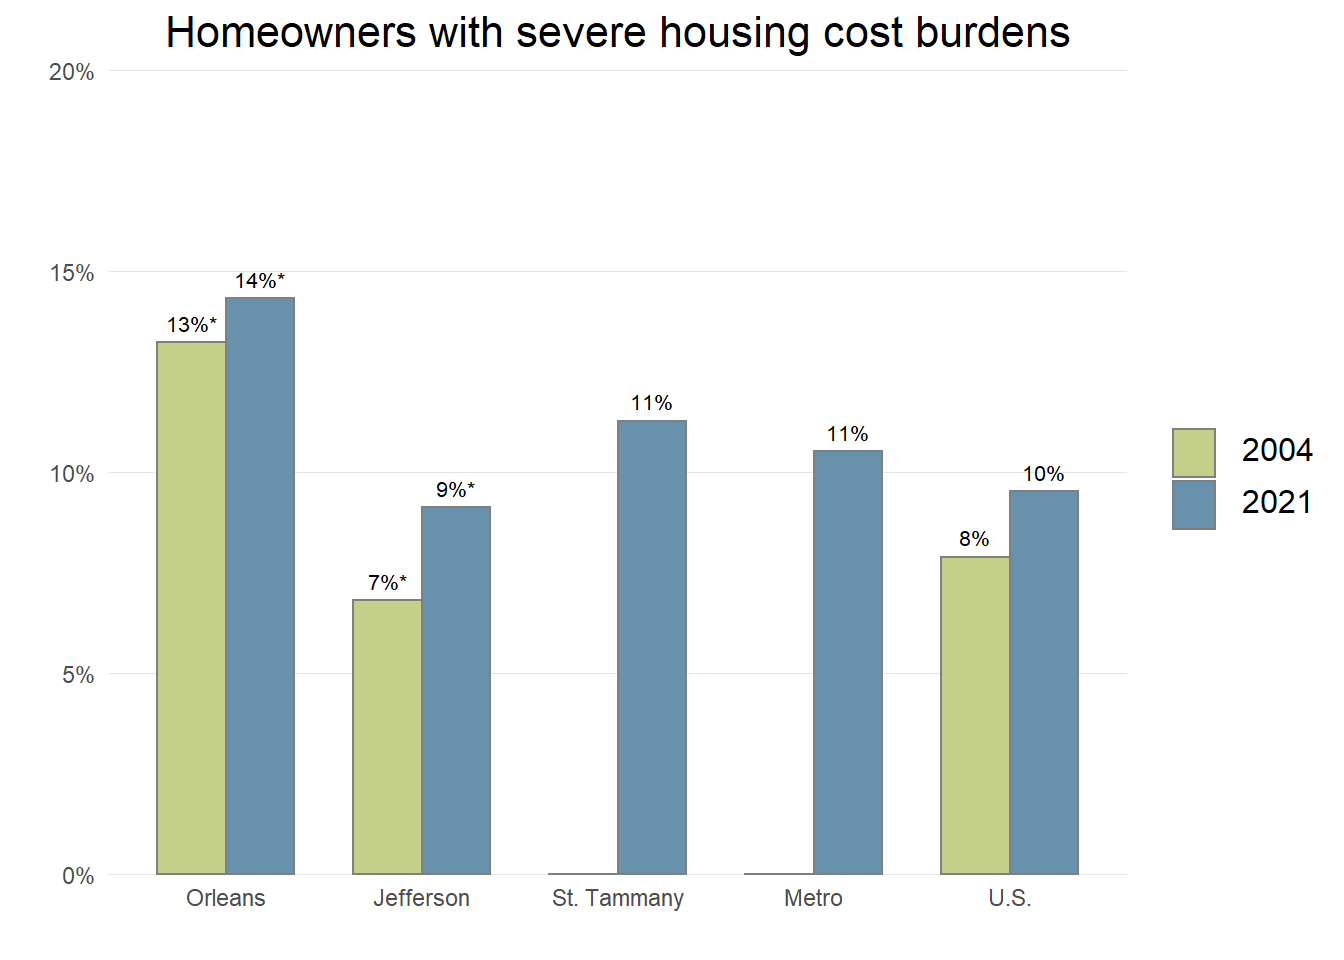 Homeowners with severe housing cost burdens
20%
15%
10%
5%
0%
13%*
14%*
7%*
9%*
11%
11%
8%
10%
Orleans
Jefferson
St. Tammany
Metro
U.S.
2004
2021